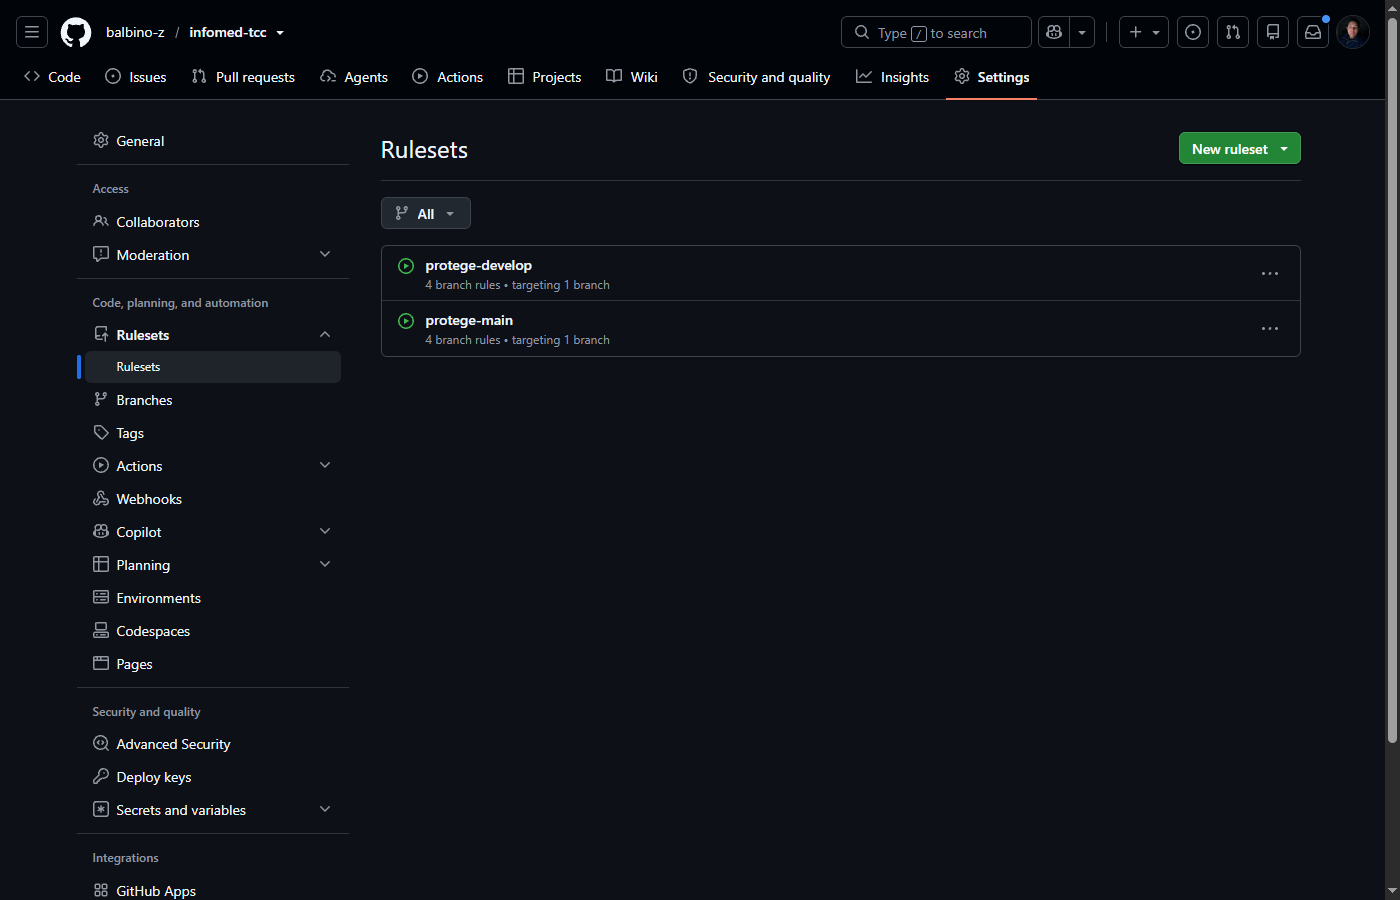 balbino-z / infomed-tcc
Type / to search
Code
Issues
Pull requests
Agents
Actions
Projects
Wiki
Security and quality
Insights
Settings
General
Access
Collaborators
Moderation
Code, planning, and automation
Rulesets
Rulesets
Branches
Tags
Actions
Webhooks
Copilot
Planning
Environments
Codespaces
Pages
Security and quality
Advanced Security
Deploy keys
Secrets and variables
Integrations
GitHub Apps
Rulesets
New ruleset
All
protege-develop
4 branch rules • targeting 1 branch
protege-main
4 branch rules • targeting 1 branch